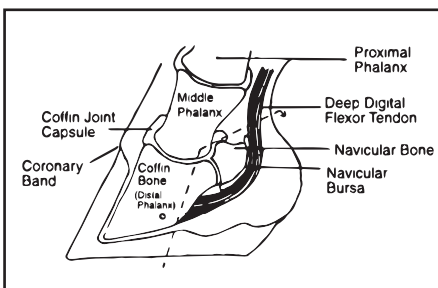 Proximal
Phalanx
Middle
Phalanx
Deep Digital
Flexor Tendon
Coffin Joint
Capsule
Navicular Bone
Coronary
Band
Coffin
Bone
(Distal
Phalanx)
Navicular
Bursa